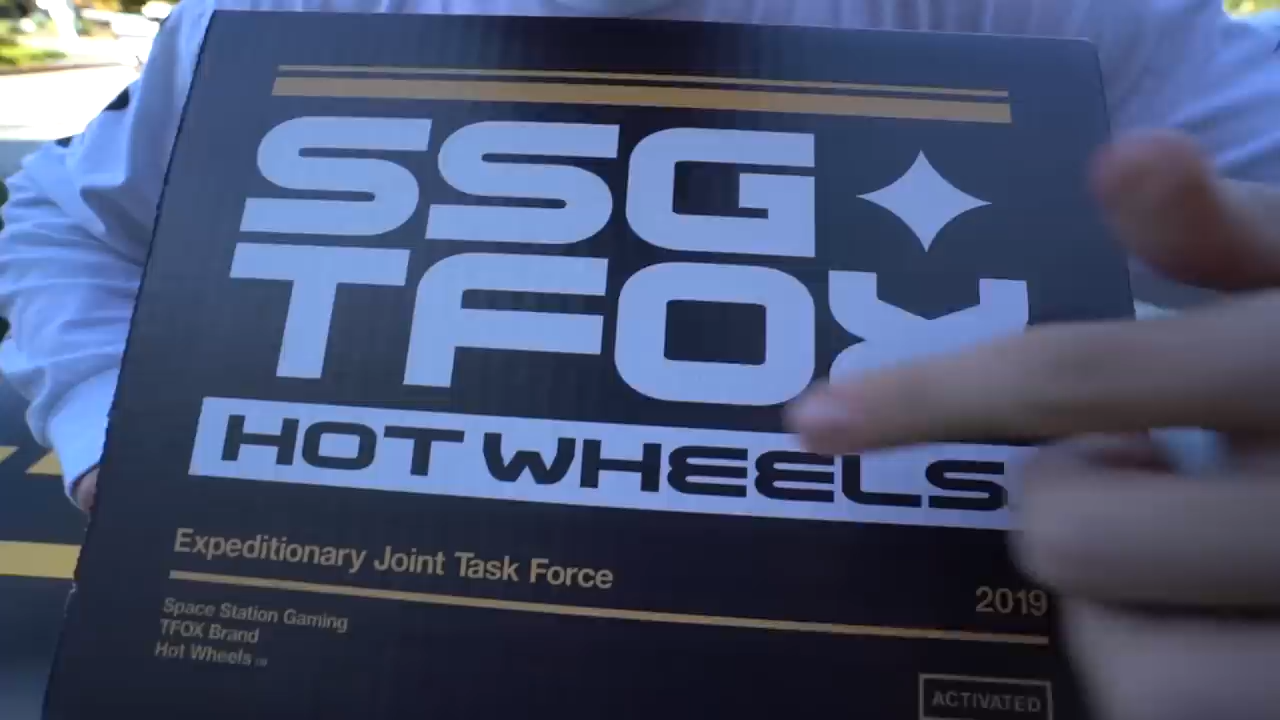 SSG
TFOX
HOT WHEELS
Expeditionary Joint Task Force
2019
Space Station Gaming
TFOX Brand
Hot Wheels
ACTIVATED